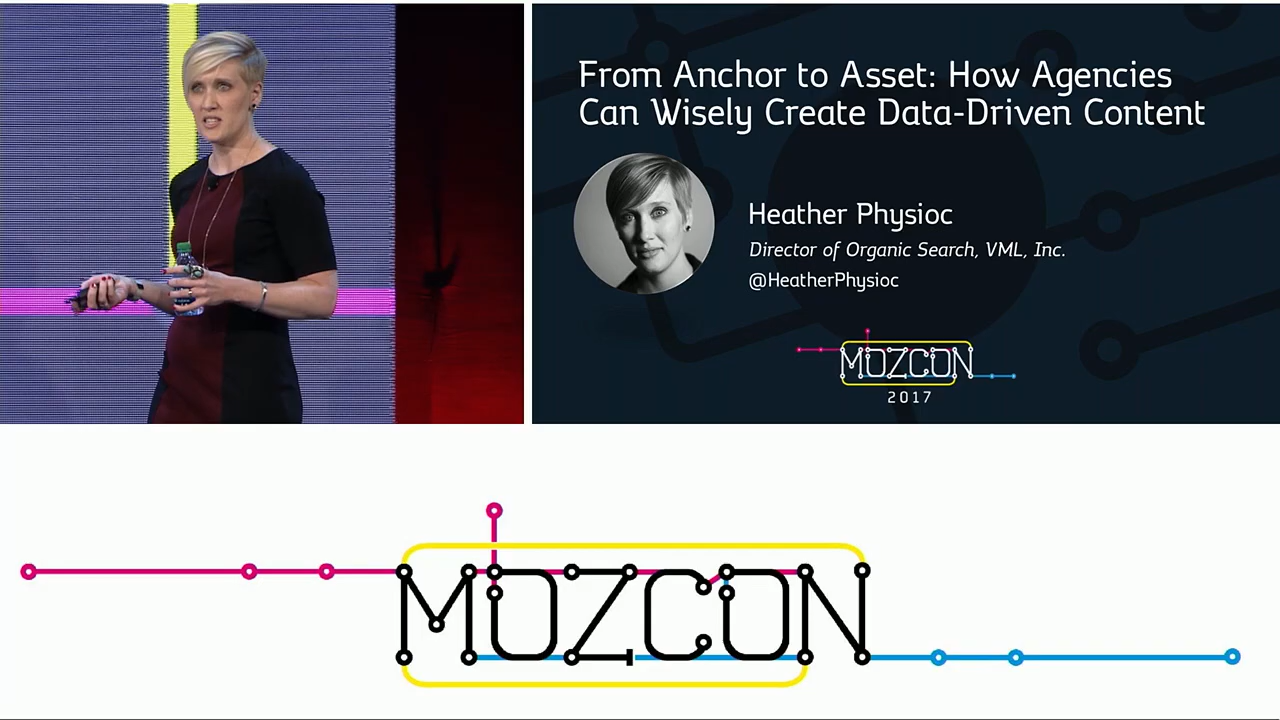 From Anchor to Asset: How Agencies
Can Wisely Create Data-Driven Content
Heather Physioc
Director of Organic Search, VML, Inc.
@HeatherPhysioc
MOZCON
2017
MOZCON